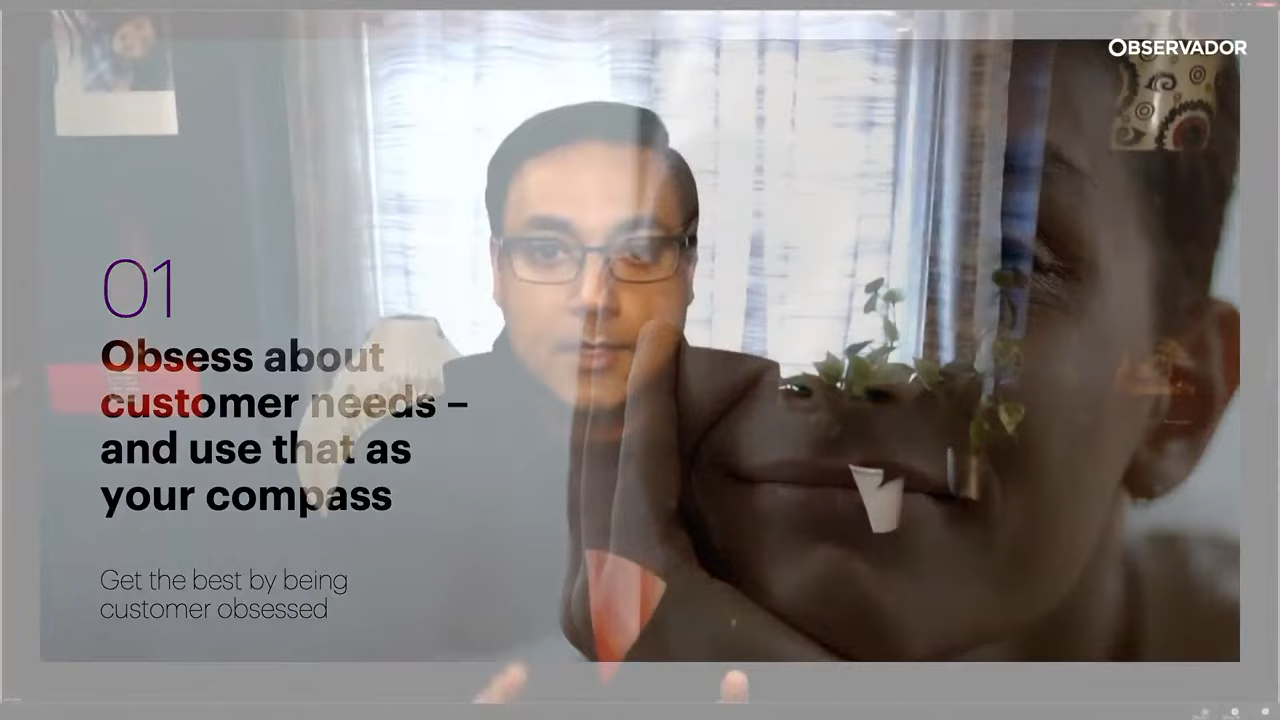 OBSERVADOR
01
Obsess about
customer needs –
and use that as
your compass
Get the best by being
customer obsessed